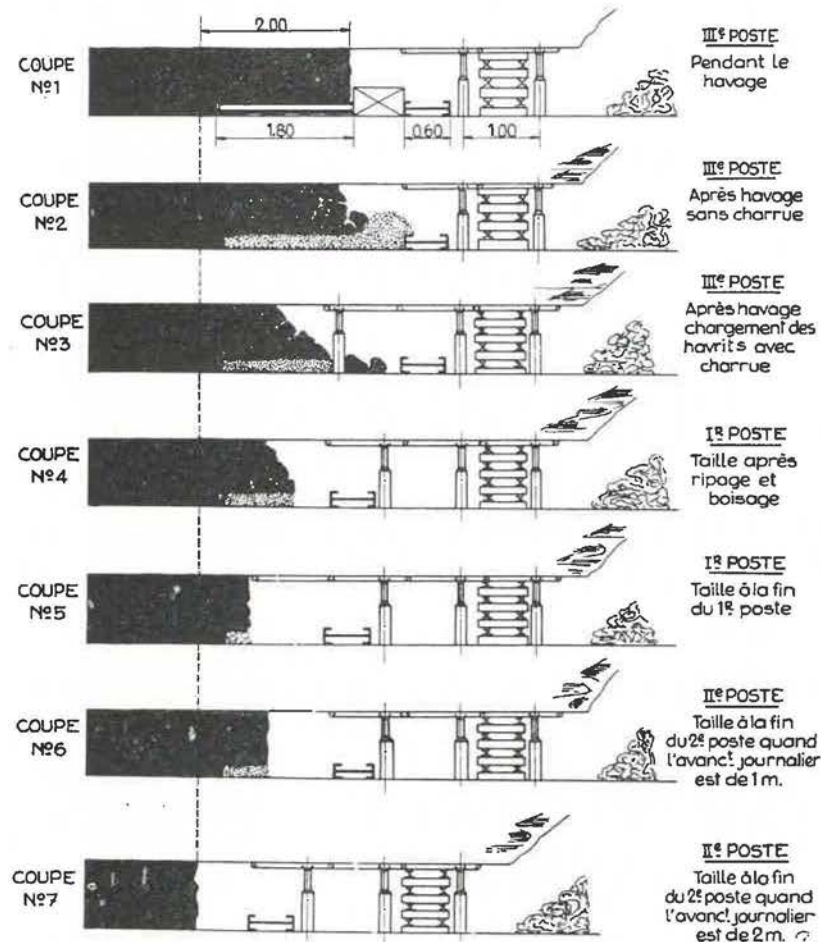 2.00
COUPE
Nº1
1.80
0.60
1.00
IIIe POSTE
Pendant le
havage
COUPE
Nº2
IIIe POSTE
Après havage
sans charrue
COUPE
Nº3
IIIe POSTE
Après havage
chargement des
havrits avec
charrue
COUPE
Nº4
IR POSTE
Taille après
ripage et
boisage
COUPE
Nº5
IR POSTE
Taille à la fin
du 1R poste
COUPE
Nº6
IIe POSTE
Taille à la fin
du 2e poste quand
l'avanct journalier
est de 1 m.
COUPE
Nº7
IIe POSTE
Taille à la fin
du 2e poste quand
l'avanct journalier
est de 2 m.